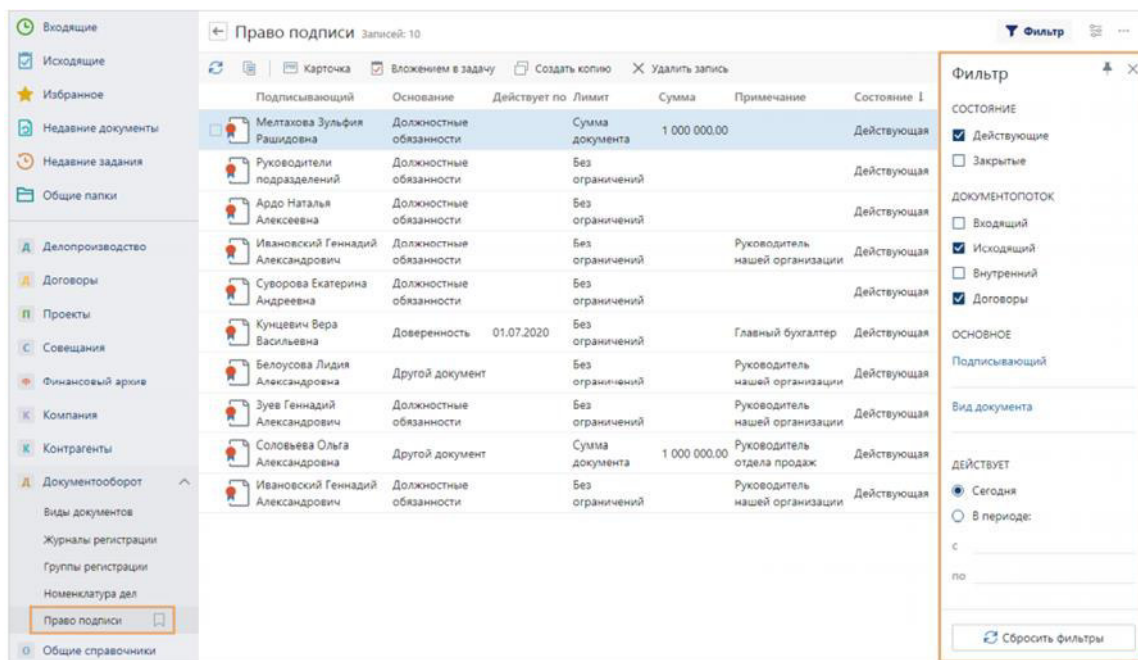 Входящие
Исходящие
Избранное
Недавние документы
Недавние задания
Общие папки
Д Делопроизводство
Д Договоры
П Проекты
С Совещания
Ф Финансовый архив
К Компания
К Контрагенты
Д Документооборот
Виды документов
Журналы регистрации
Группы регистрации
Номенклатура дел
Право подписи
О Общие справочники
Право подписи Записей: 10
Фильтр
Карточка Вложением в задачу Создать копию Удалить запись
Подписывающий Основание Действует по Лимит Сумма Примечание Состояние 1
Мелтахова Зульфия Должностные Сумма
1 000 000.00 Действующая
Рашидовна обязанности документа
Руководители Должностные Без
Действующая
подразделений обязанности ограничений
Ардо Наталья Должностные Без
Действующая
Алексеевна обязанности ограничений
Ивановский Геннадий Должностные Без Руководитель
Действующая
Александрович обязанности ограничений нашей организации
Суворова Екатерина Должностные Без
Действующая
Андреевна обязанности ограничений
Кунцевич Вера Без
Доверенность 01.07.2020 Главный бухгалтер Действующая
Васильевна ограничений
Белоусова Лидия Без Руководитель
Другой документ Действующая
Александровна ограничений нашей организации
Зуев Геннадий Должностные Без Руководитель
Действующая
Александрович обязанности ограничений нашей организации
Соловьева Ольга Сумма Руководитель
Другой документ 1 000 000.00 Действующая
Александровна документа отдела продаж
Ивановский Геннадий Должностные Без Руководитель
Действующая
Александрович обязанности ограничений нашей организации
Фильтр
СОСТОЯНИЕ
Действующие
Закрытые
ДОКУМЕНТОПОТОК
Входящий
Исходящий
Внутренний
Договоры
ОСНОВНОЕ
Подписывающий
Вид документа
ДЕЙСТВУЕТ
Сегодня
В периоде:
с
по
Сбросить фильтры